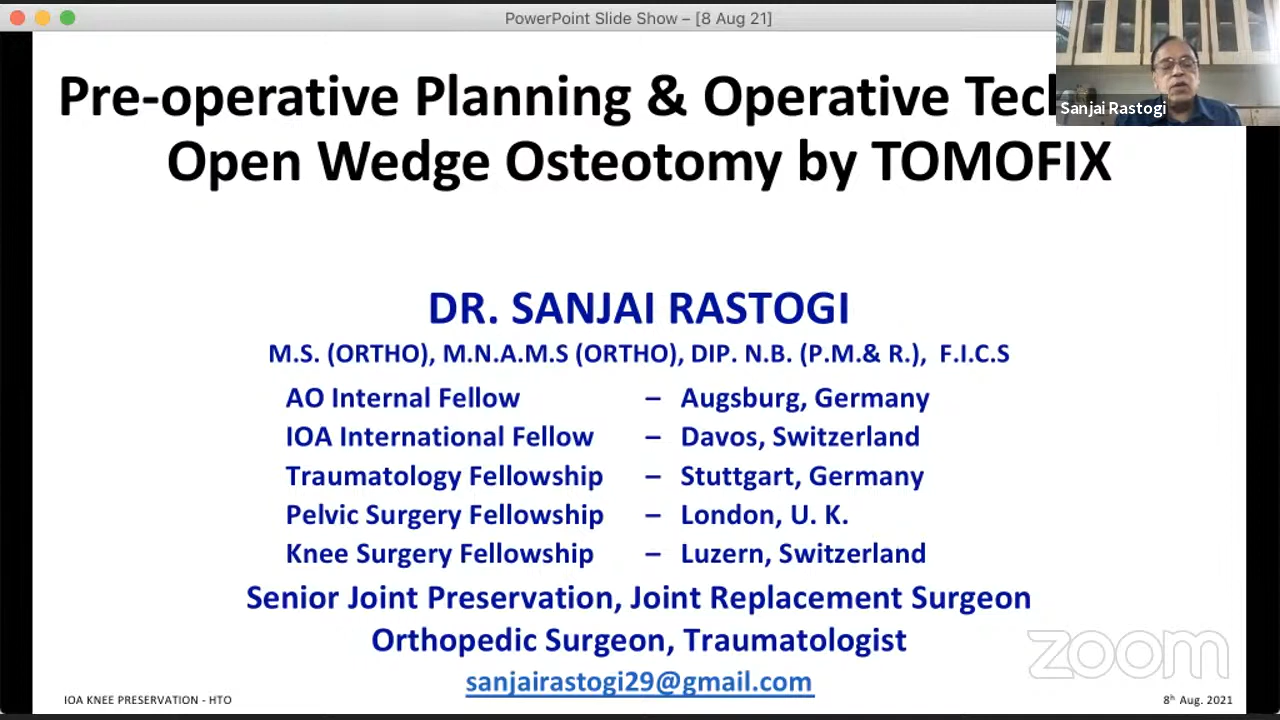 PowerPoint Slide Show – [8 Aug 21]
Sanjai Rastogi
Pre-operative Planning & Operative Tec
Open Wedge Osteotomy by TOMOFIX
DR. SANJAI RASTOGI
M.S. (ORTHO), M.N.A.M.S (ORTHO), DIP. N.B. (P.M.& R.), F.I.C.S
AO Internal Fellow – Augsburg, Germany
IOA International Fellow – Davos, Switzerland
Traumatology Fellowship – Stuttgart, Germany
Pelvic Surgery Fellowship – London, U. K.
Knee Surgery Fellowship – Luzern, Switzerland
Senior Joint Preservation, Joint Replacement Surgeon
Orthopedic Surgeon, Traumatologist
sanjairastogi29@gmail.com
zoom
IOA KNEE PRESERVATION - HTO
8h Aug. 2021